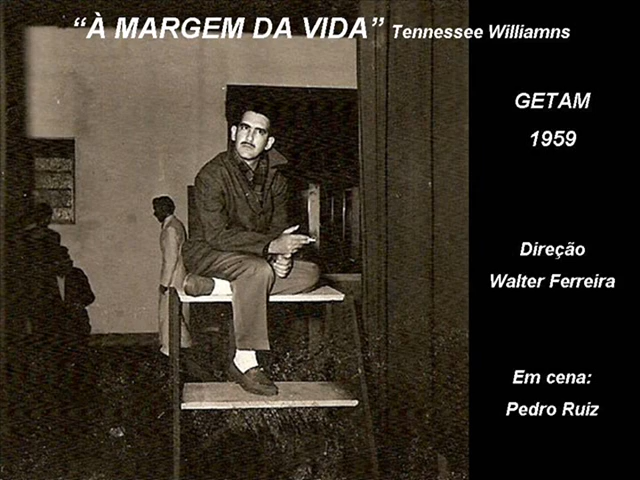 “À MARGEM DA VIDA” Tennessee Williamns
GETAM
1959
Direção
Walter Ferreira
Em cena:
Pedro Ruiz